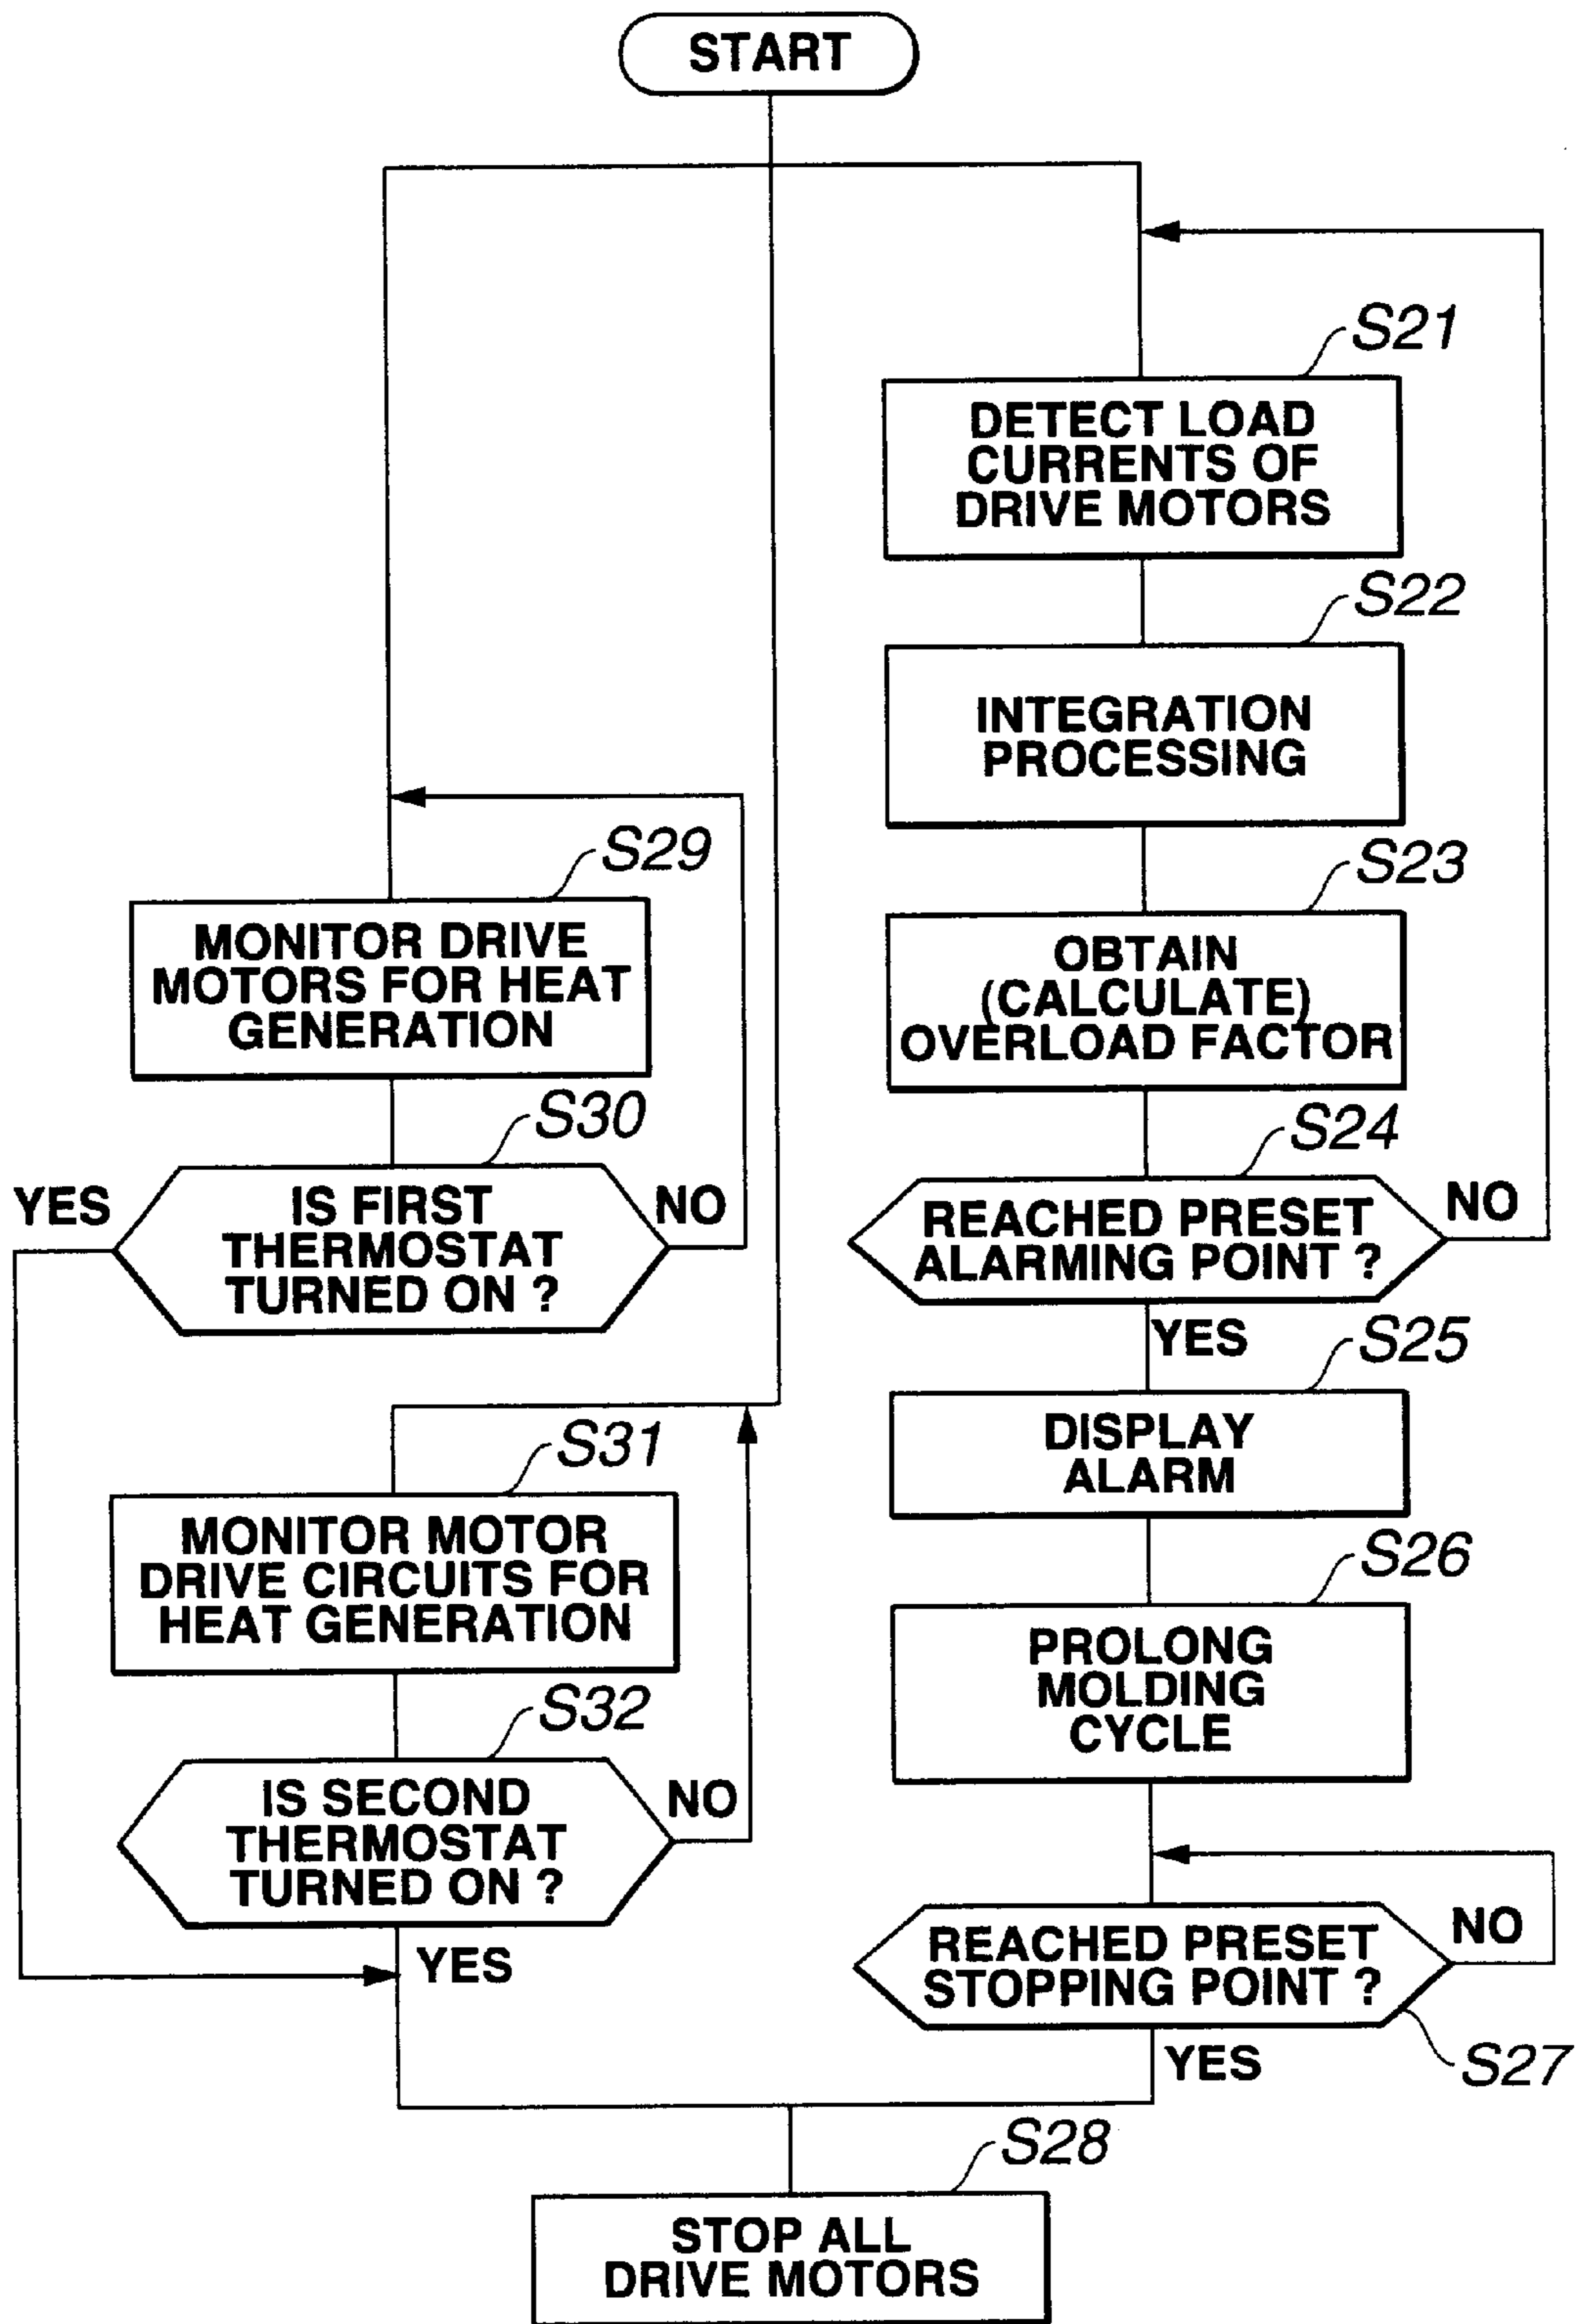 START
S21
DETECT LOAD
CURRENTS OF
DRIVE MOTORS
S22
INTEGRATION
PROCESSING
S23
OBTAIN
(CALCULATE)
OVERLOAD FACTOR
S24
REACHED PRESET
ALARMING POINT ?
NO
YES
S25
DISPLAY
ALARM
S26
PROLONG
MOLDING
CYCLE
REACHED PRESET
STOPPING POINT ?
NO
YES
S27
S29
MONITOR DRIVE
MOTORS FOR HEAT
GENERATION
S30
YES
IS FIRST
THERMOSTAT
TURNED ON ?
NO
S31
MONITOR MOTOR
DRIVE CIRCUITS FOR
HEAT GENERATION
S32
IS SECOND
THERMOSTAT
TURNED ON ?
NO
YES
S28
STOP ALL
DRIVE MOTORS